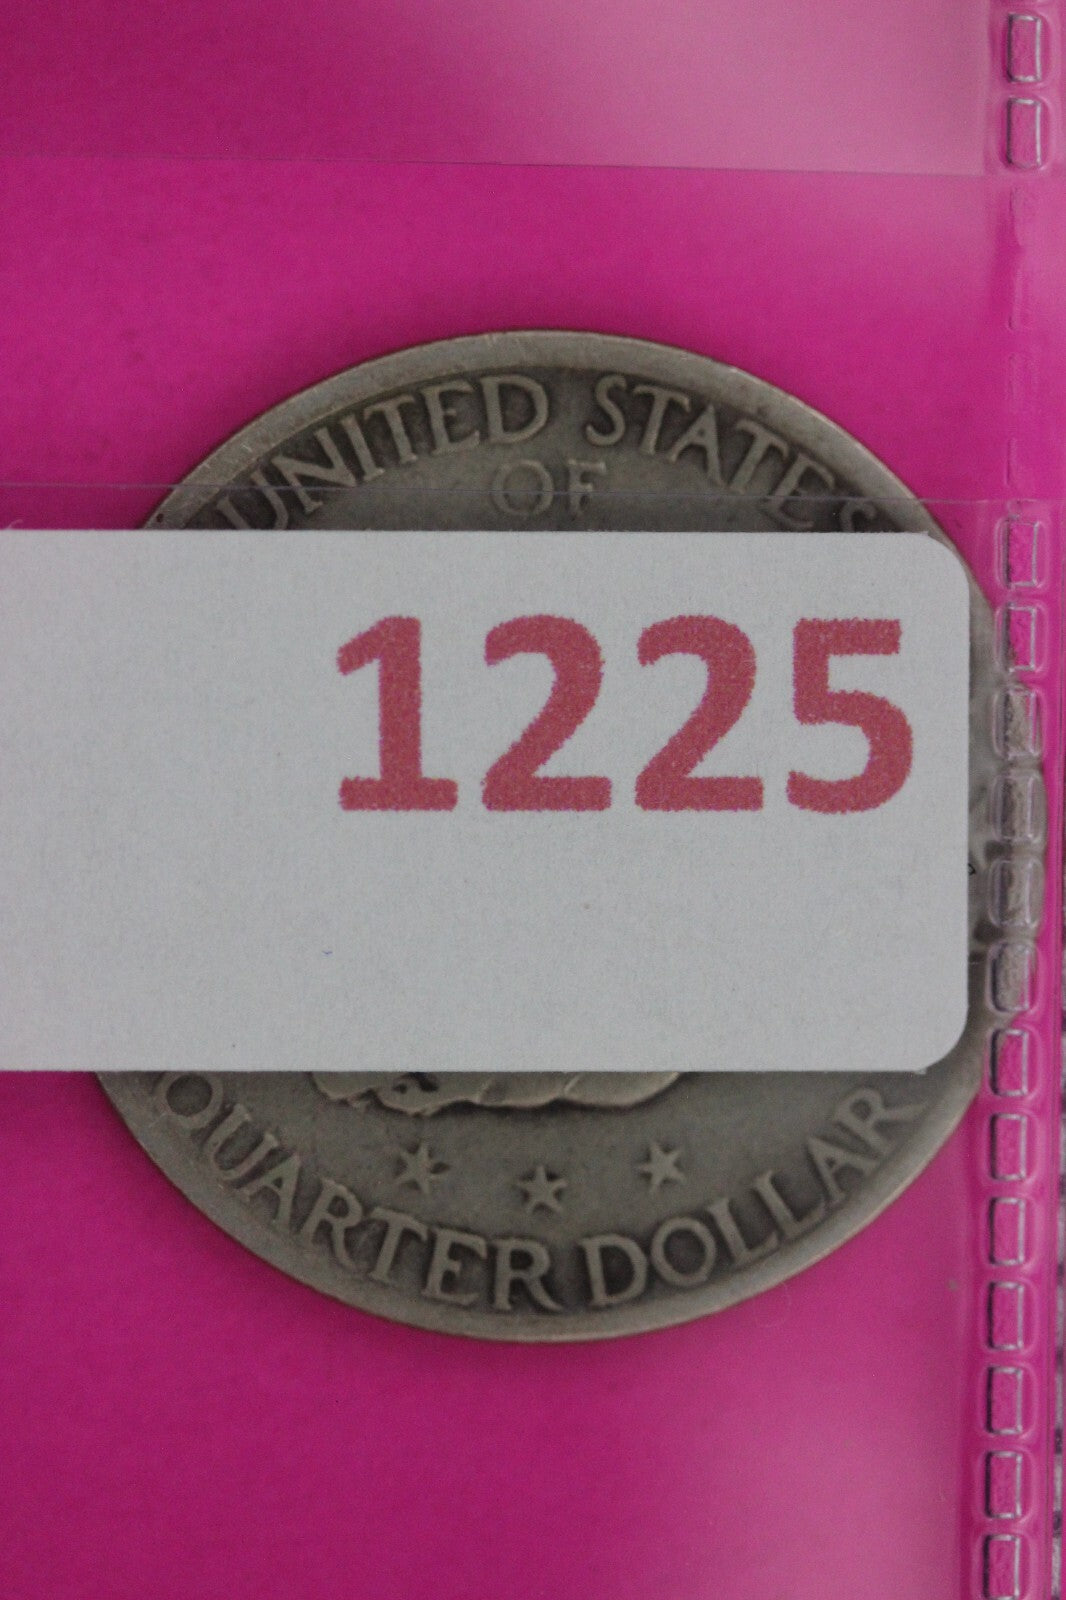 UNITED STATES
OF
1225
QUARTER DOLLAR